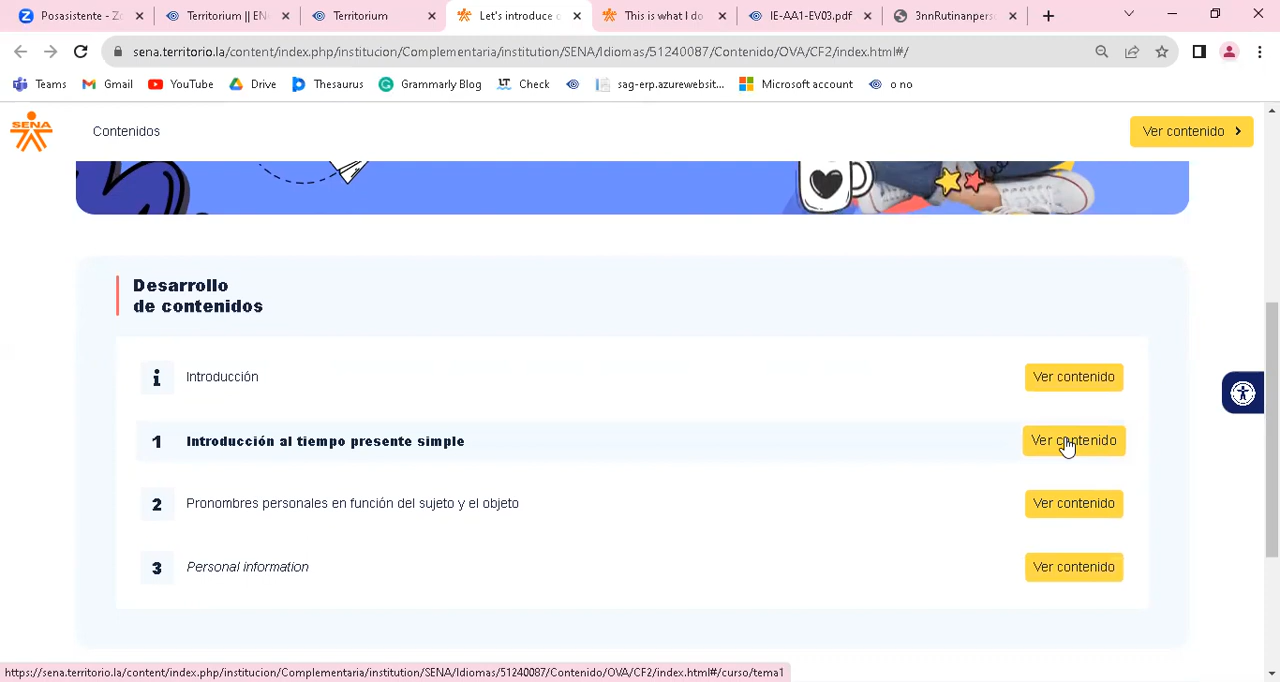 Posasistente - Zo
Territorium || EN
Territorium
Let's introduce o
This is what I do
IE-AA1-EV03.pdf
3nnRutinanpers
sena.territorio.la/content/index.php/institucion/Complementaria/institution/SENA/Idiomas/51240087/Contenido/OVA/CF2/index.html#/
Teams
Gmail
YouTube
Drive
Thesaurus
Grammarly Blog
LT Check
sag-erp.azurewebsit...
Microsoft account
o no
SENA
Contenidos
Ver contenido
Desarrollo
de contenidos
i Introducción Ver contenido
1 Introducción al tiempo presente simple Ver contenido
2 Pronombres personales en función del sujeto y el objeto Ver contenido
3 Personal information Ver contenido
https://sena.territorio.la/content/index.php/institucion/Complementaria/institution/SENA/Idiomas/51240087/Contenido/OVA/CF2/index.html#/curso/tema1